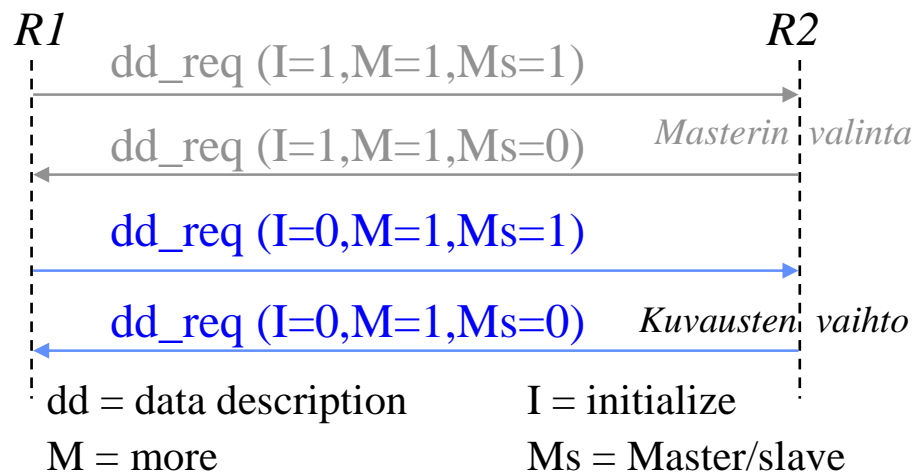 R1 R2
dd_req (I=1,M=1,Ms=1)
Masterin valinta
dd_req (I=1,M=1,Ms=0)
dd_req (I=0,M=1,Ms=1)
dd_req (I=0,M=1,Ms=0) Kuvausten vaihto
dd = data description I = initialize
M = more Ms = Master/slave